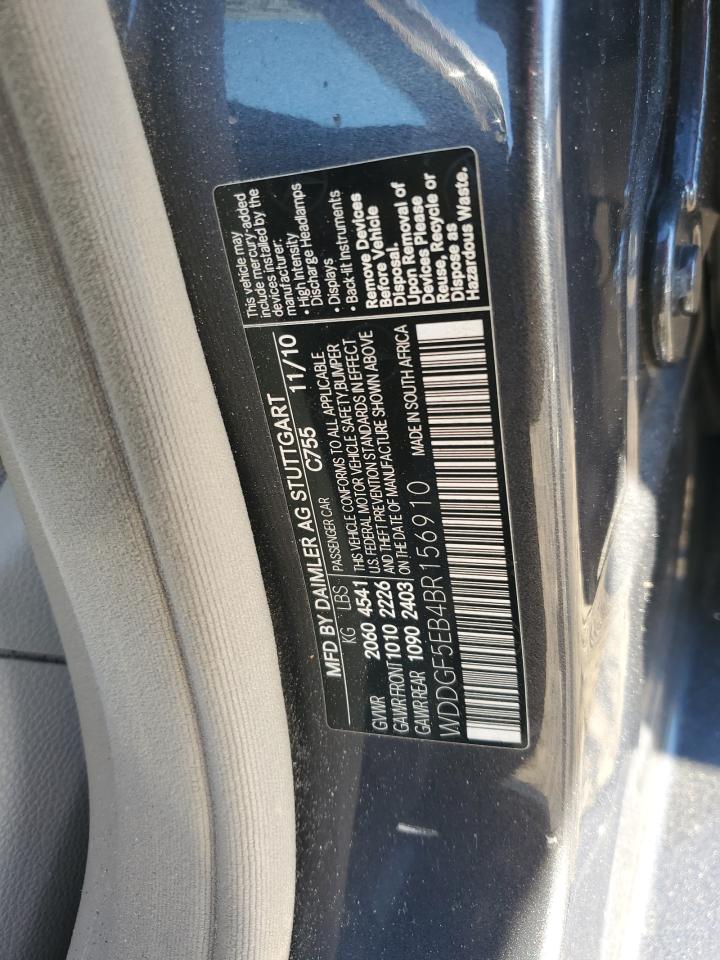 MFD BY DAIMLER AG STUTTGART
C755 11/10
KG LBS PASSENGER CAR
GVWR 2060 4541 THIS VEHICLE CONFORMS TO ALL APPLICABLE
GAWR FRONT 1010 2226 U.S. FEDERAL MOTOR VEHICLE SAFETY, BUMPER
GAWR REAR 1090 2403 AND THEFT PREVENTION STANDARDS IN EFFECT
ON THE DATE OF MANUFACTURE SHOWN ABOVE
WDDGF5EB4BR156910 MADE IN SOUTH AFRICA
This vehicle may
include mercury-added
devices installed by the
manufacturer:
• High Intensity
Discharge Headlamps
• Displays
• Back-lit Instruments
Remove Devices
Before Vehicle
Disposal.
Upon Removal of
Devices Please
Reuse, Recycle or
Dispose as
Hazardous Waste.